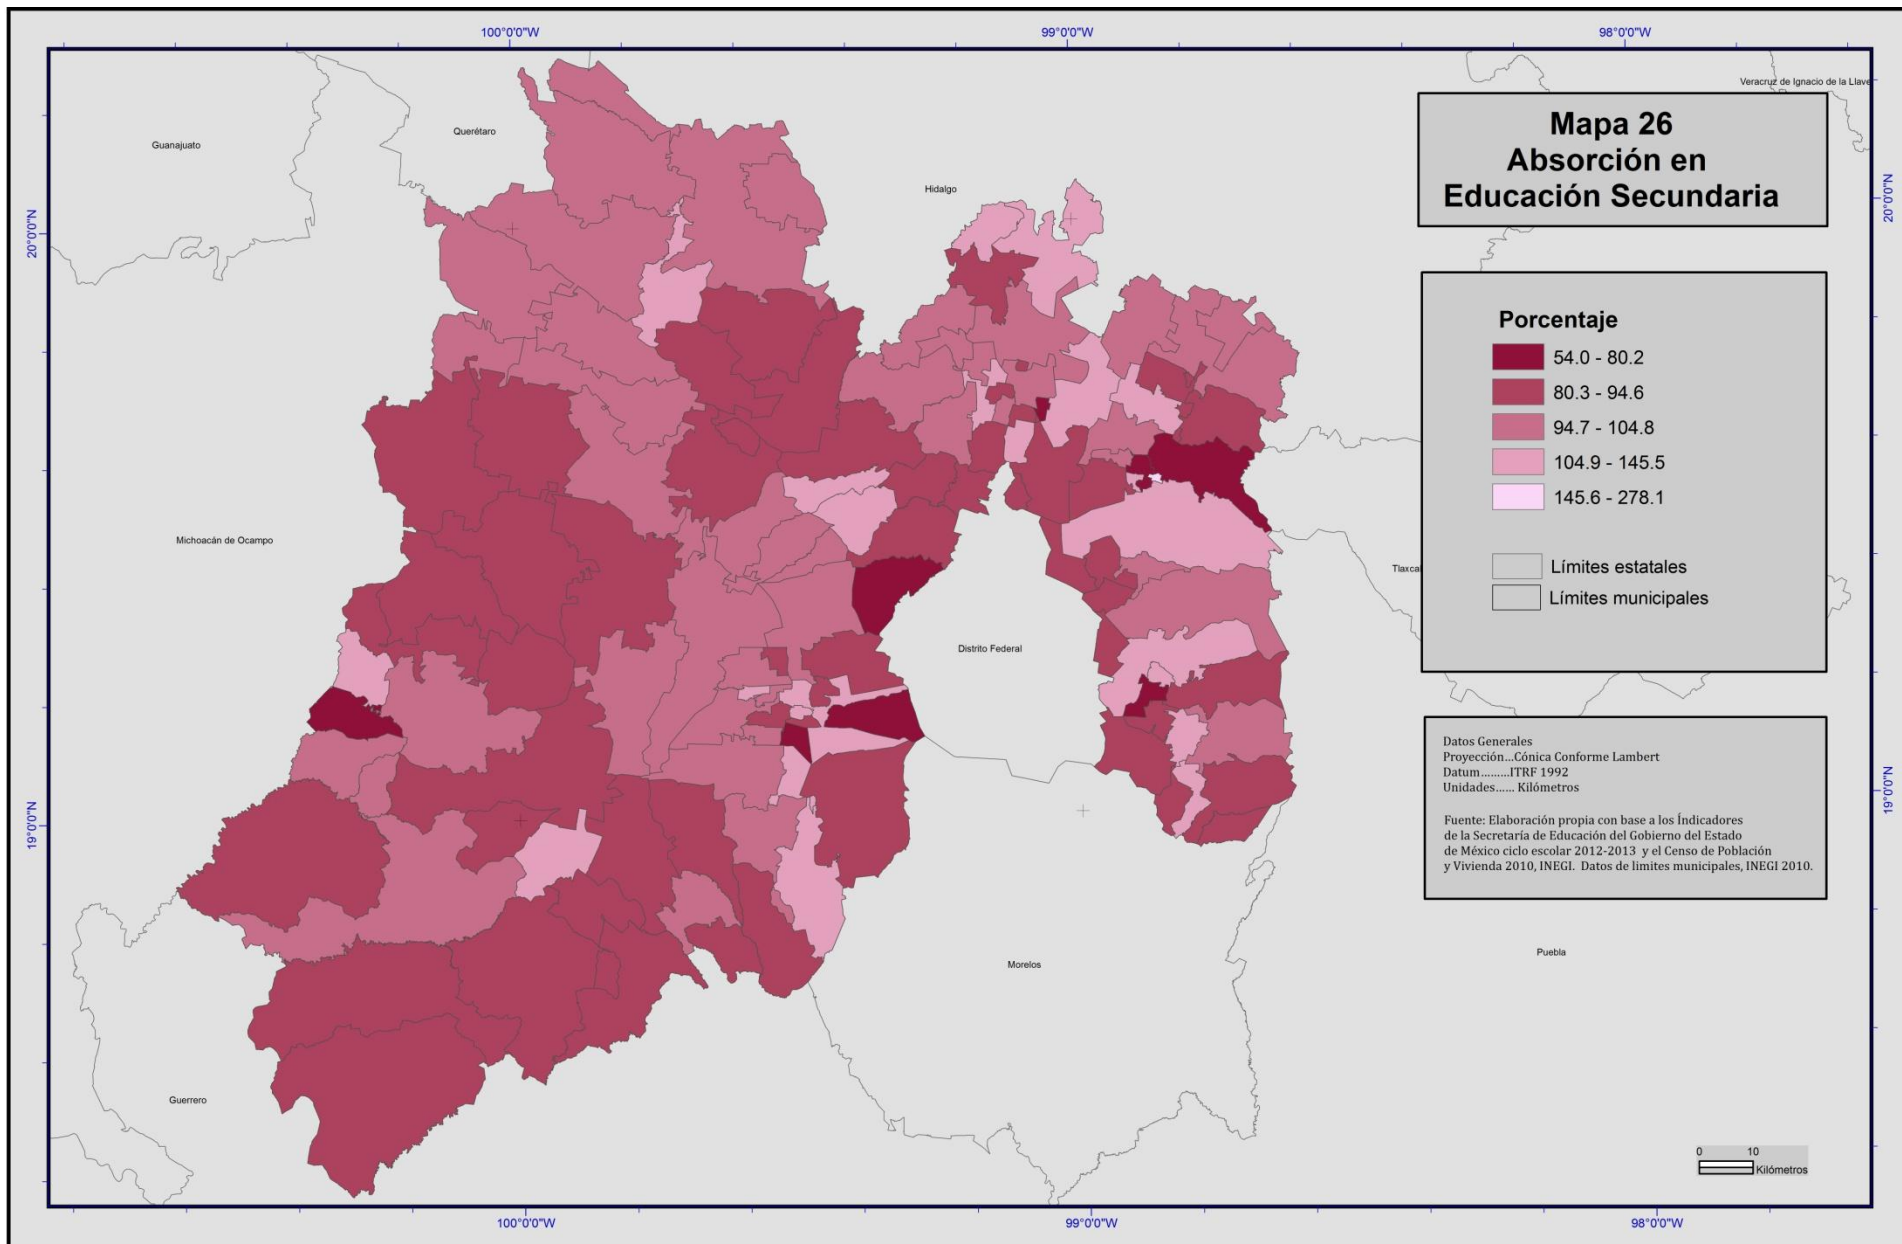 100°0'0"W 99°0'0"W 98°0'0"W
Veracruz de Ignacio de la Llave
Mapa 26
Absorción en
Educación Secundaria
Querétaro
Guanajuato
Hidalgo
20°0'0"N
20°0'0"N
Porcentaje
54.0 - 80.2
80.3 - 94.6
94.7 - 104.8
104.9 - 145.5
145.6 - 278.1
Límites estatales
Límites municipales
Michoacán de Ocampo
Tlaxcal
Distrito Federal
Datos Generales
Proyección...Cónica Conforme Lambert
Datum.........ITRF 1992
Unidades...... Kilómetros
Fuente: Elaboración propia con base a los Índicadores
de la Secretaría de Educación del Gobierno del Estado
de México ciclo escolar 2012-2013 y el Censo de Población
y Vivienda 2010, INEGI. Datos de limites municipales, INEGI 2010.
19°0'0"N
19°0'0"N
Puebla
Morelos
Guerrero
0 10
Kilómetros
100°0'0"W 99°0'0"W 98°0'0"W